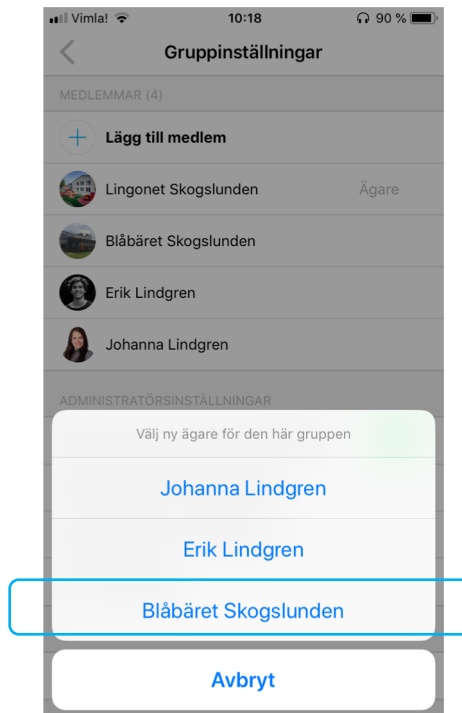 Vimla! 10:18 90 %
Gruppinställningar
MEDLEMMAR (4)
Lägg till medlem
Lingonet Skogslunden Ägare
Blåbäret Skogslunden
Erik Lindgren
Johanna Lindgren
ADMINISTRATÖRSINSTÄLLNINGAR
Välj ny ägare för den här gruppen
Johanna Lindgren
Erik Lindgren
Blåbäret Skogslunden
Avbryt